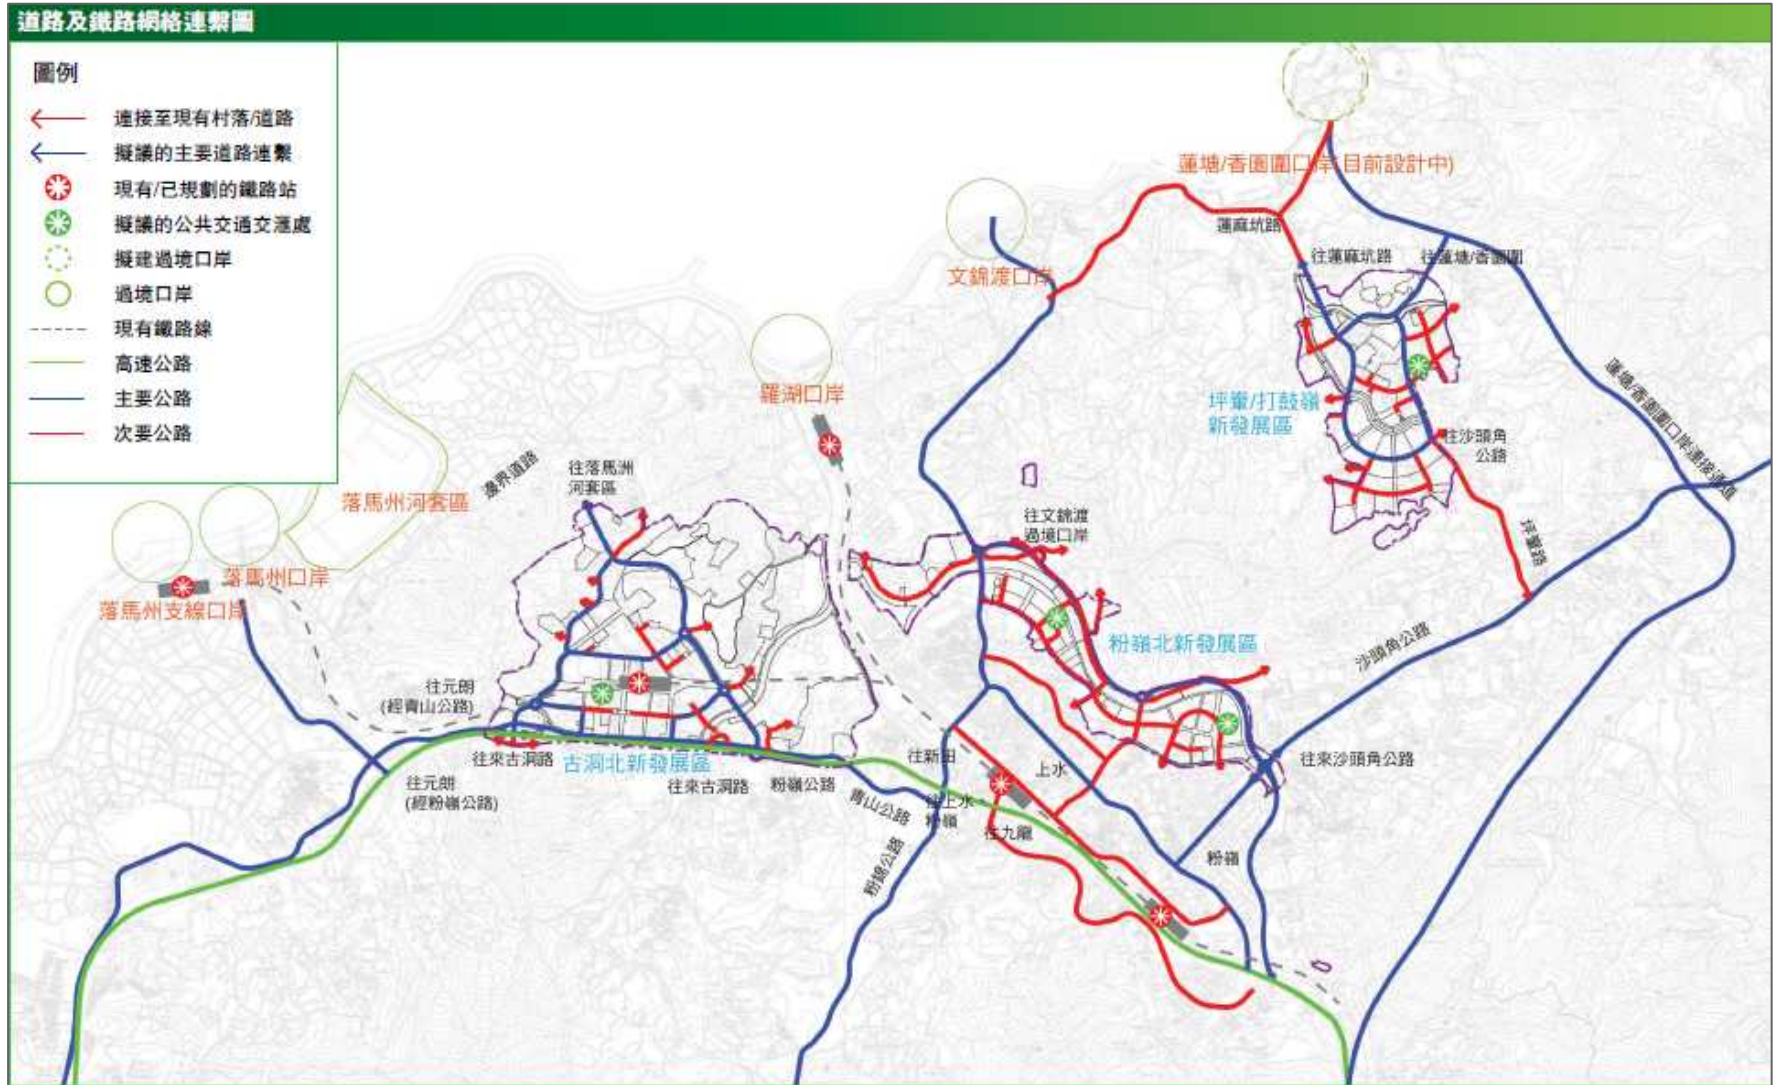 道路及鐵路網絡連繫圖
圖例
連接至現有村落/道路
擬議的主要道路連繫
現有/已規劃的鐵路站
擬議的公共交通交滙處
擬建過境口岸
過境口岸
現有鐵路線
高速公路
主要公路
次要公路
蓮塘/香園圍口岸(目前設計中)
蓮麻坑路
往蓮麻坑路
往蓮塘/香園圍
文錦渡口岸
羅湖口岸
坪輋/打鼓嶺
新發展區
蓮塘/香園圍口岸連接通道
往沙頭角
公路
坪輋路
邊界道路
往落馬洲
河套區
落馬州河套區
往文錦渡
過境口岸
落馬州口岸
落馬州支線口岸
粉嶺北新發展區
沙頭角公路
往元朗
(經青山公路)
往來古洞路
古洞北新發展區
往來古洞路
粉嶺公路
往新田
上水
往來沙頭角公路
往元朗
(經粉嶺公路)
青山公路
往上水
粉嶺
往九龍
粉錦公路
粉嶺